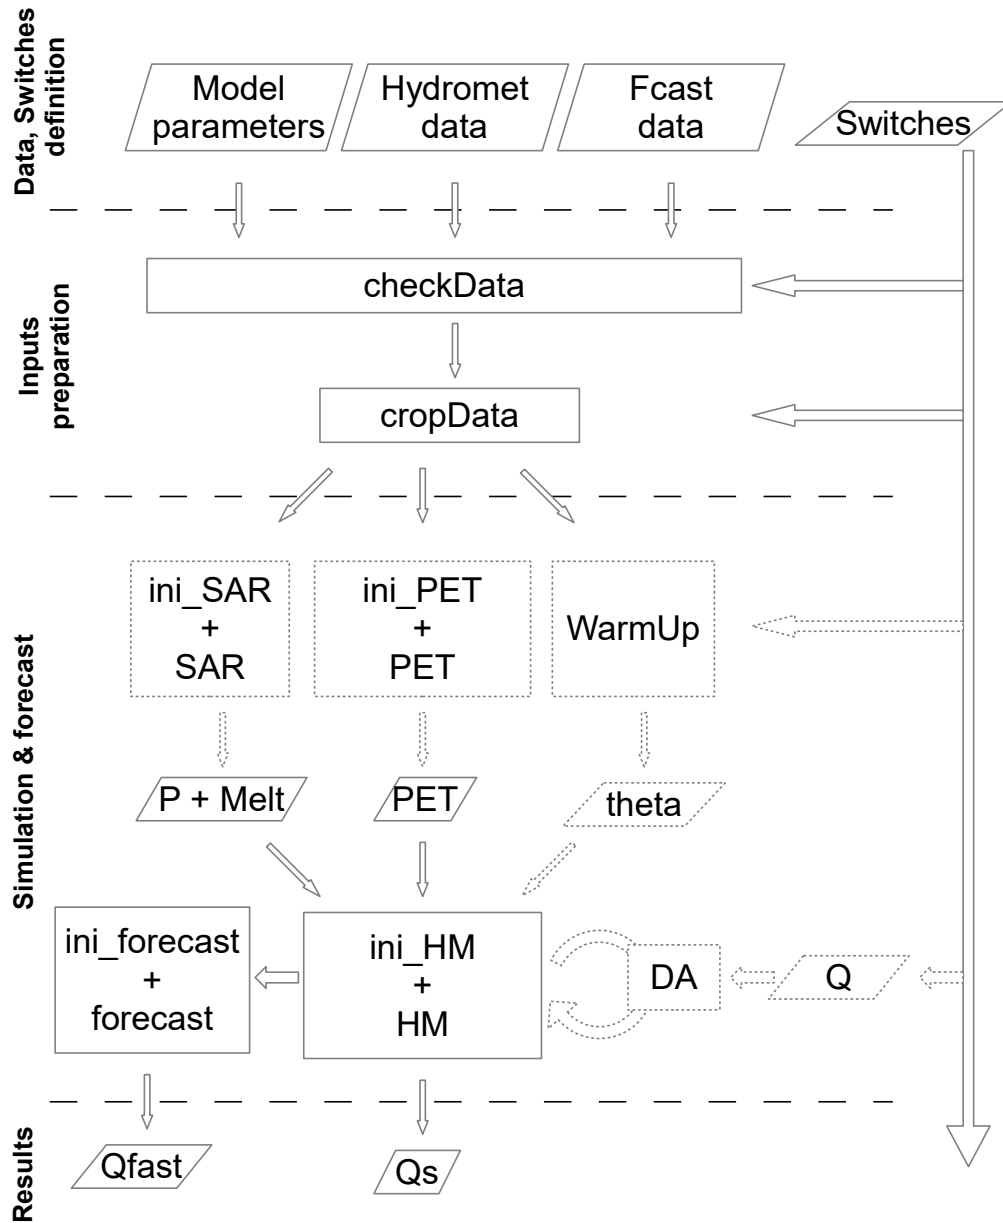 Data, Switches
definition
Model
parameters
Hydromet
data
Fcast
data
Switches
Inputs
preparation
checkData
cropData
Simulation & forecast
ini_SAR
+
SAR
ini_PET
+
PET
WarmUp
P + Melt
PET
theta
ini_forecast
+
forecast
ini_HM
+
HM
DA
Q
Results
Qfast
Qs